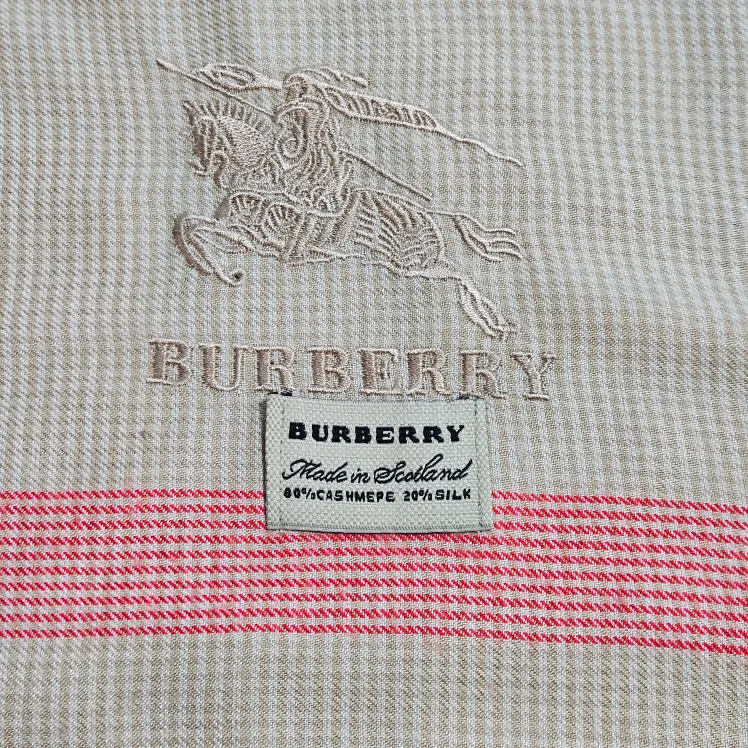 BURBERRY
BURBERRY
Made in Scotland
80%CASHMEPE 20%SILK